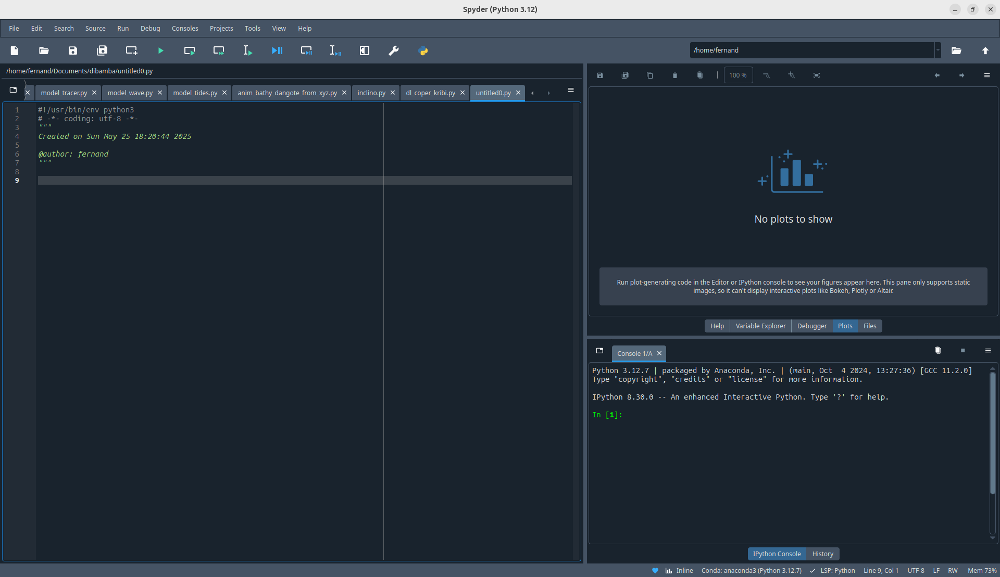 Spyder (Python 3.12)
File Edit Search Source Run Debug Consoles Projects Tools View Help
/home/fernand
/home/fernand/Documents/dibamba/untitled0.py
model_tracer.py model_wave.py model_tides.py anim_bathy_dangote_from_xyz.py inclino.py dl_coper_kribi.py untitled0.py
1 #!/usr/bin/env python3
2 # -*- coding: utf-8 -*-
3 """
4 Created on Sun May 25 18:20:44 2025
5
6 @author: fernand
7 """
8
9
100 %
No plots to show
Run plot-generating code in the Editor or IPython console to see your figures appear here. This pane only supports static
images, so it can't display interactive plots like Bokeh, Plotly or Altair.
Help Variable Explorer Debugger Plots Files
Console 1/A
Python 3.12.7 | packaged by Anaconda, Inc. | (main, Oct  4 2024, 13:27:36) [GCC 11.2.0]
Type "copyright", "credits" or "license" for more information.
IPython 8.30.0 -- An enhanced Interactive Python. Type '?' for help.
In [1]:
IPython Console History
Inline Conda: anaconda3 (Python 3.12.7) LSP: Python Line 9, Col 1 UTF-8 LF RW Mem 73%